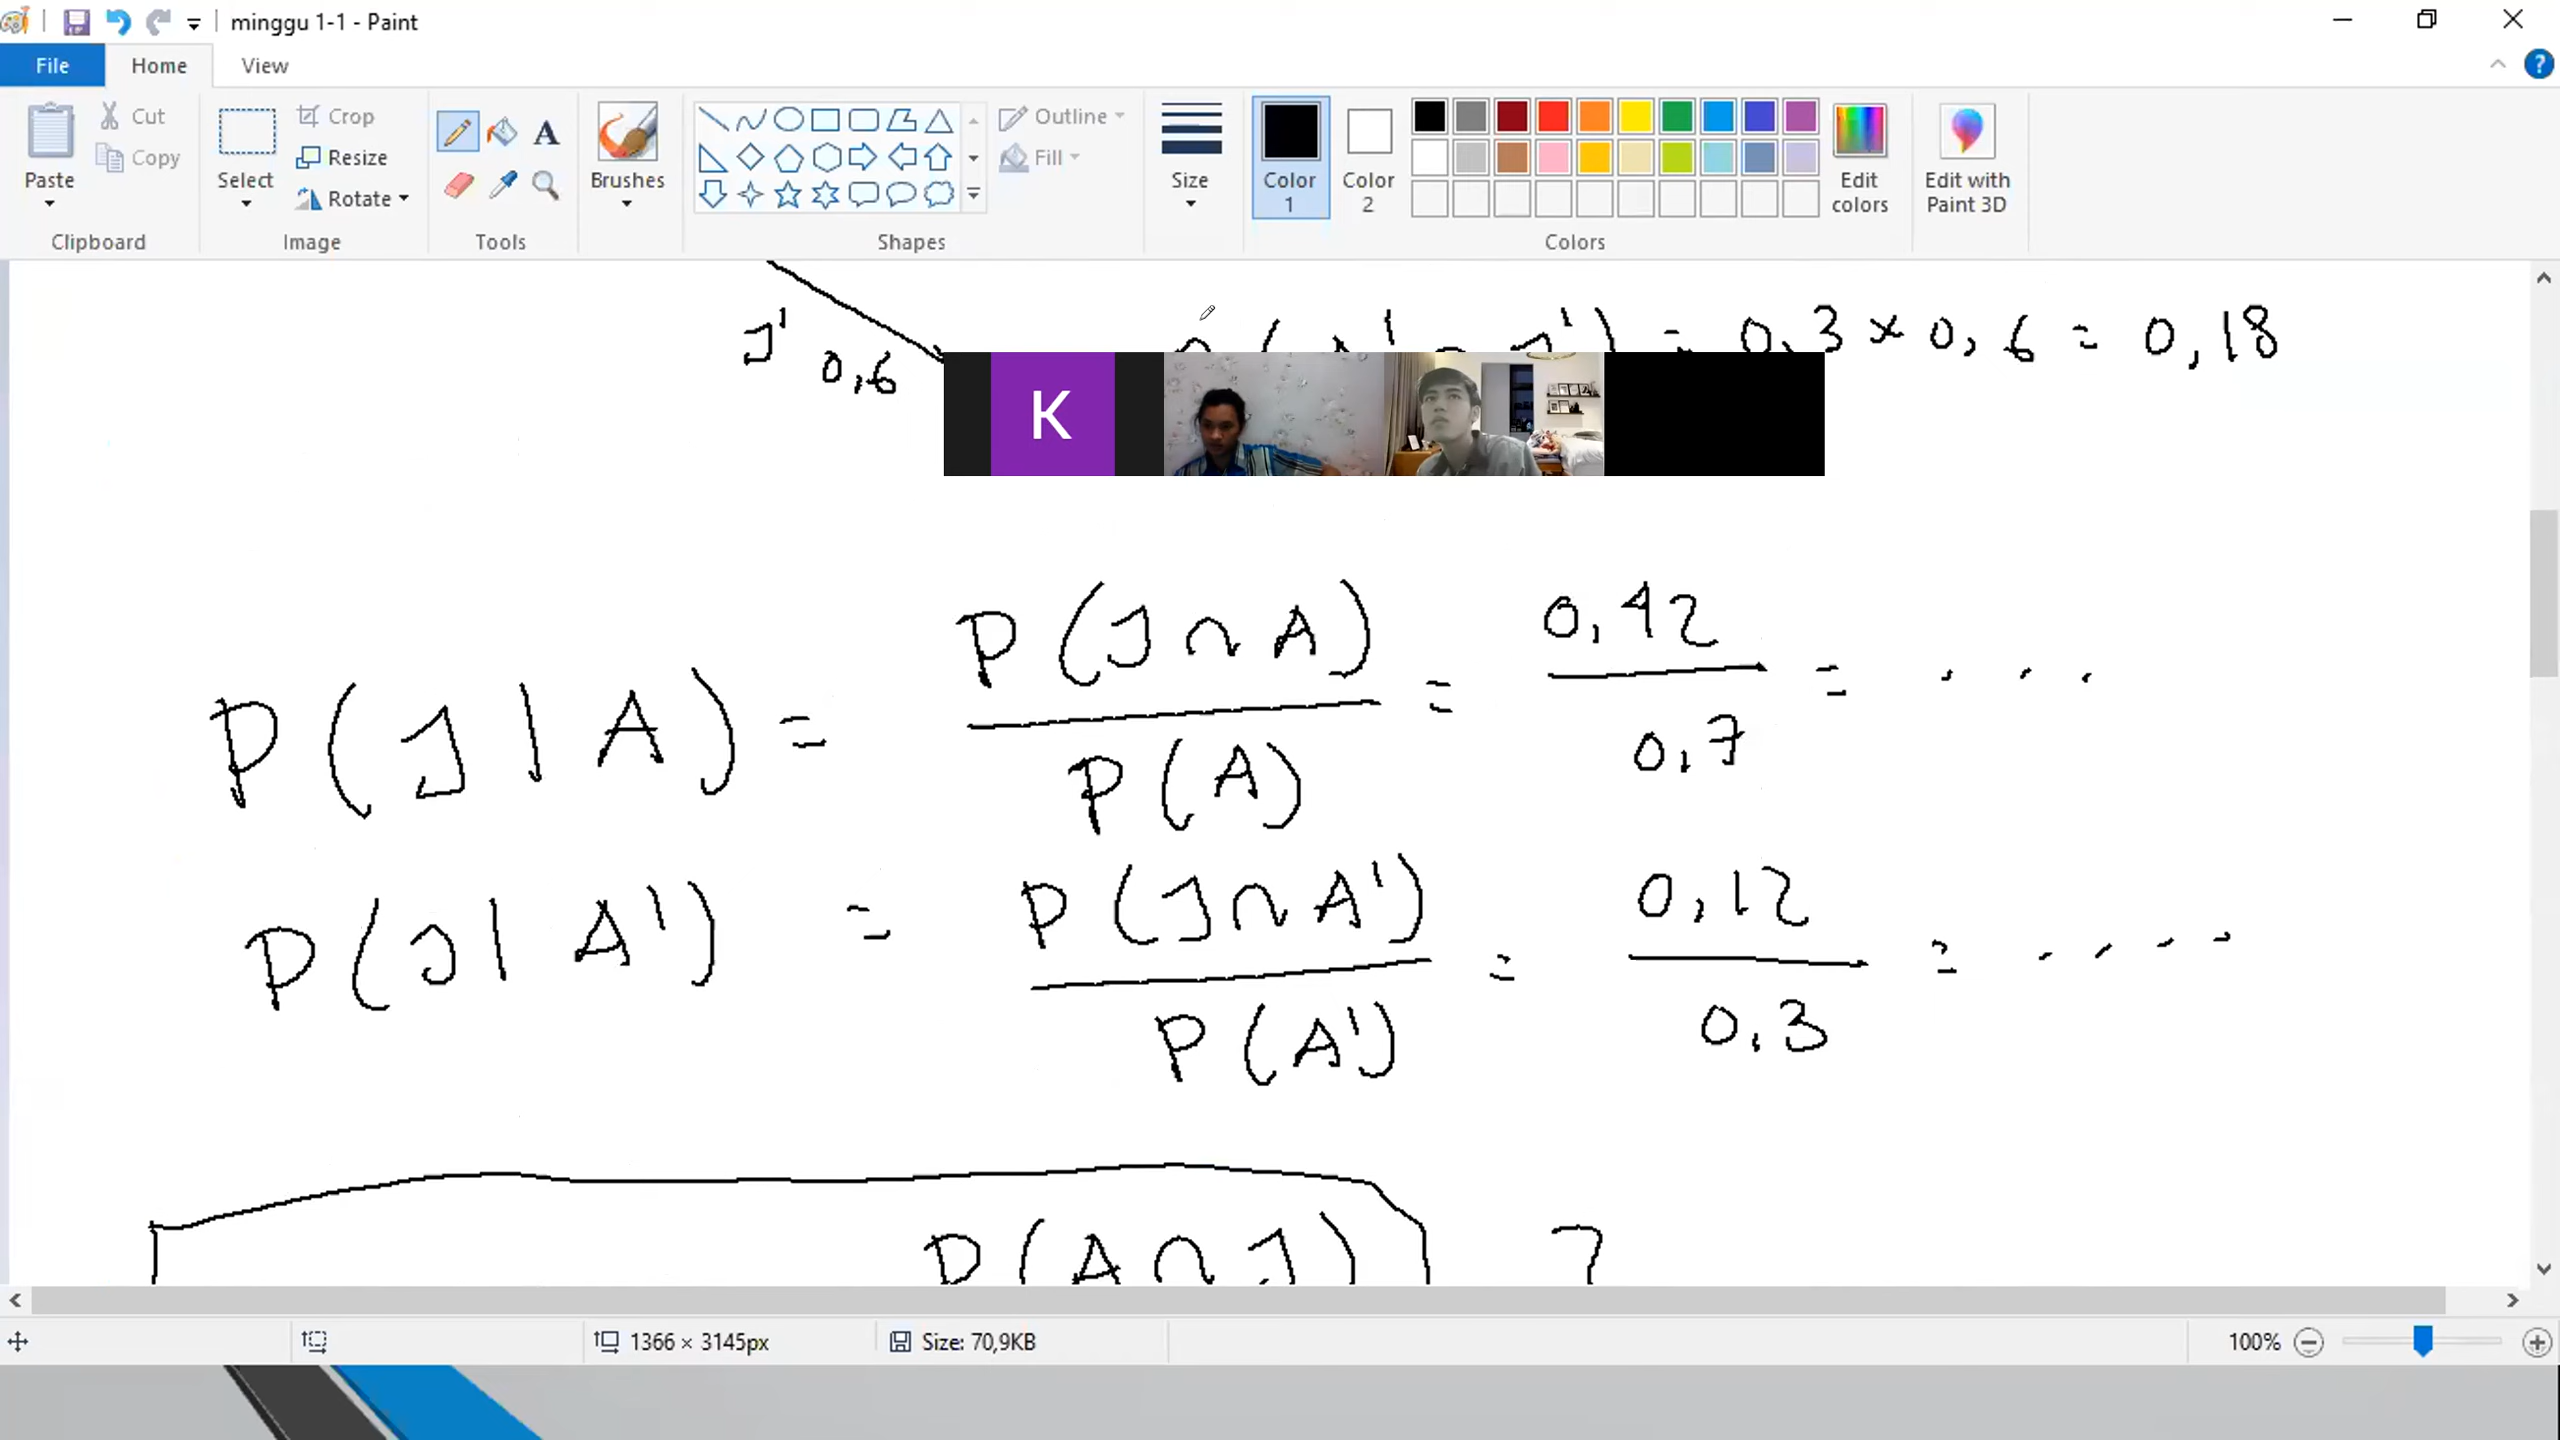 minggu 1-1 - Paint
File Home View
Paste
Cut
Copy
Clipboard
Select
Crop
Resize
Rotate
Image
A
Tools
Brushes
Shapes
Outline
Fill
Size
Color 1
Color 2
Colors
Edit colors
Edit with Paint 3D
J' 0,6
= 0,3 × 0,6 = 0,18
K
P(J|A) = P(J∩A) / P(A) = 0,42 / 0,7 = ...
P(J|A') = P(J∩A') / P(A') = 0,12 / 0,3 = ....
P(A∩J)
1366 × 3145px
Size: 70,9KB
100%